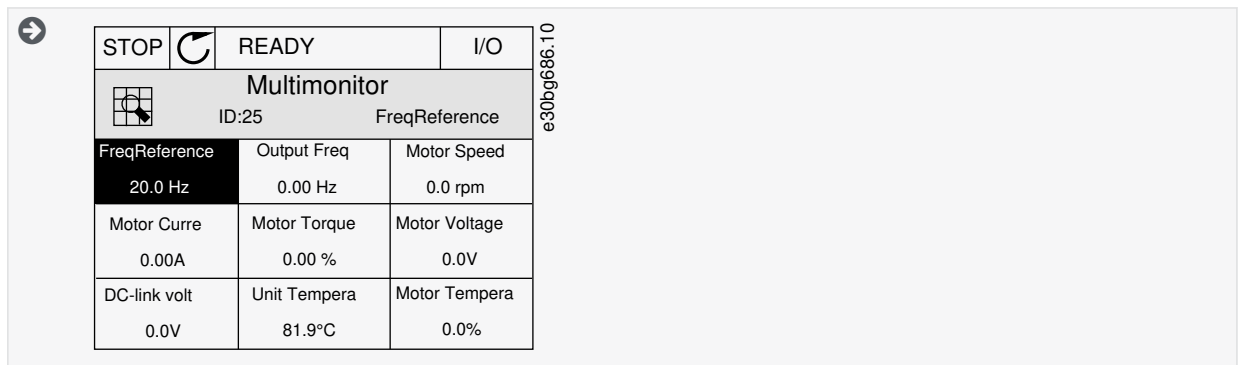 STOP READY I/O
Multimonitor
ID:25 FreqReference
FreqReference Output Freq Motor Speed
20.0 Hz 0.00 Hz 0.0 rpm
Motor Curre Motor Torque Motor Voltage
0.00A 0.00 % 0.0V
DC-link volt Unit Tempera Motor Tempera
0.0V 81.9°C 0.0%
e30bg686.10